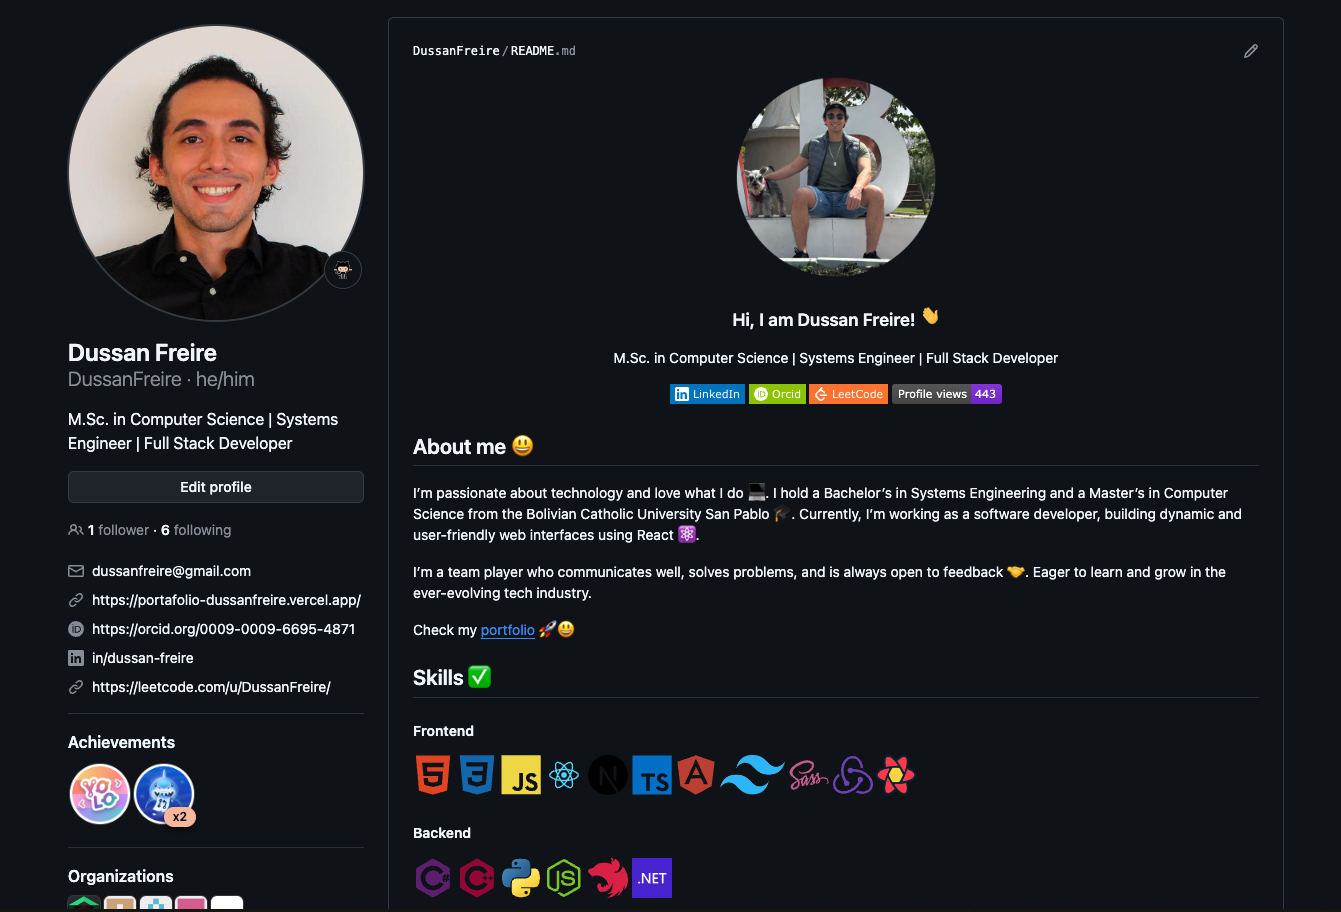 Dussan Freire
DussanFreire · he/him
M.Sc. in Computer Science | Systems
Engineer | Full Stack Developer
Edit profile
1 follower · 6 following
dussanfreire@gmail.com
https://portafolio-dussanfreire.vercel.app/
https://orcid.org/0009-0009-6695-4871
in/dussan-freire
https://leetcode.com/u/DussanFreire/
Achievements
YOLO
x2
Organizations
DussanFreire/README.md
B
Hi, I am Dussan Freire! 👋
M.Sc. in Computer Science | Systems Engineer | Full Stack Developer
LinkedIn Orcid LeetCode Profile views 443
About me 😃
I’m passionate about technology and love what I do 💻. I hold a Bachelor’s in Systems Engineering and a Master’s in Computer
Science from the Bolivian Catholic University San Pablo 🎓. Currently, I’m working as a software developer, building dynamic and
user-friendly web interfaces using React ⚛️.
I’m a team player who communicates well, solves problems, and is always open to feedback 🤝. Eager to learn and grow in the
ever-evolving tech industry.
Check my portfolio 🚀😃
Skills ✅
Frontend
5 3 JS N TS A Sass
Backend
C# C++ JS .NET